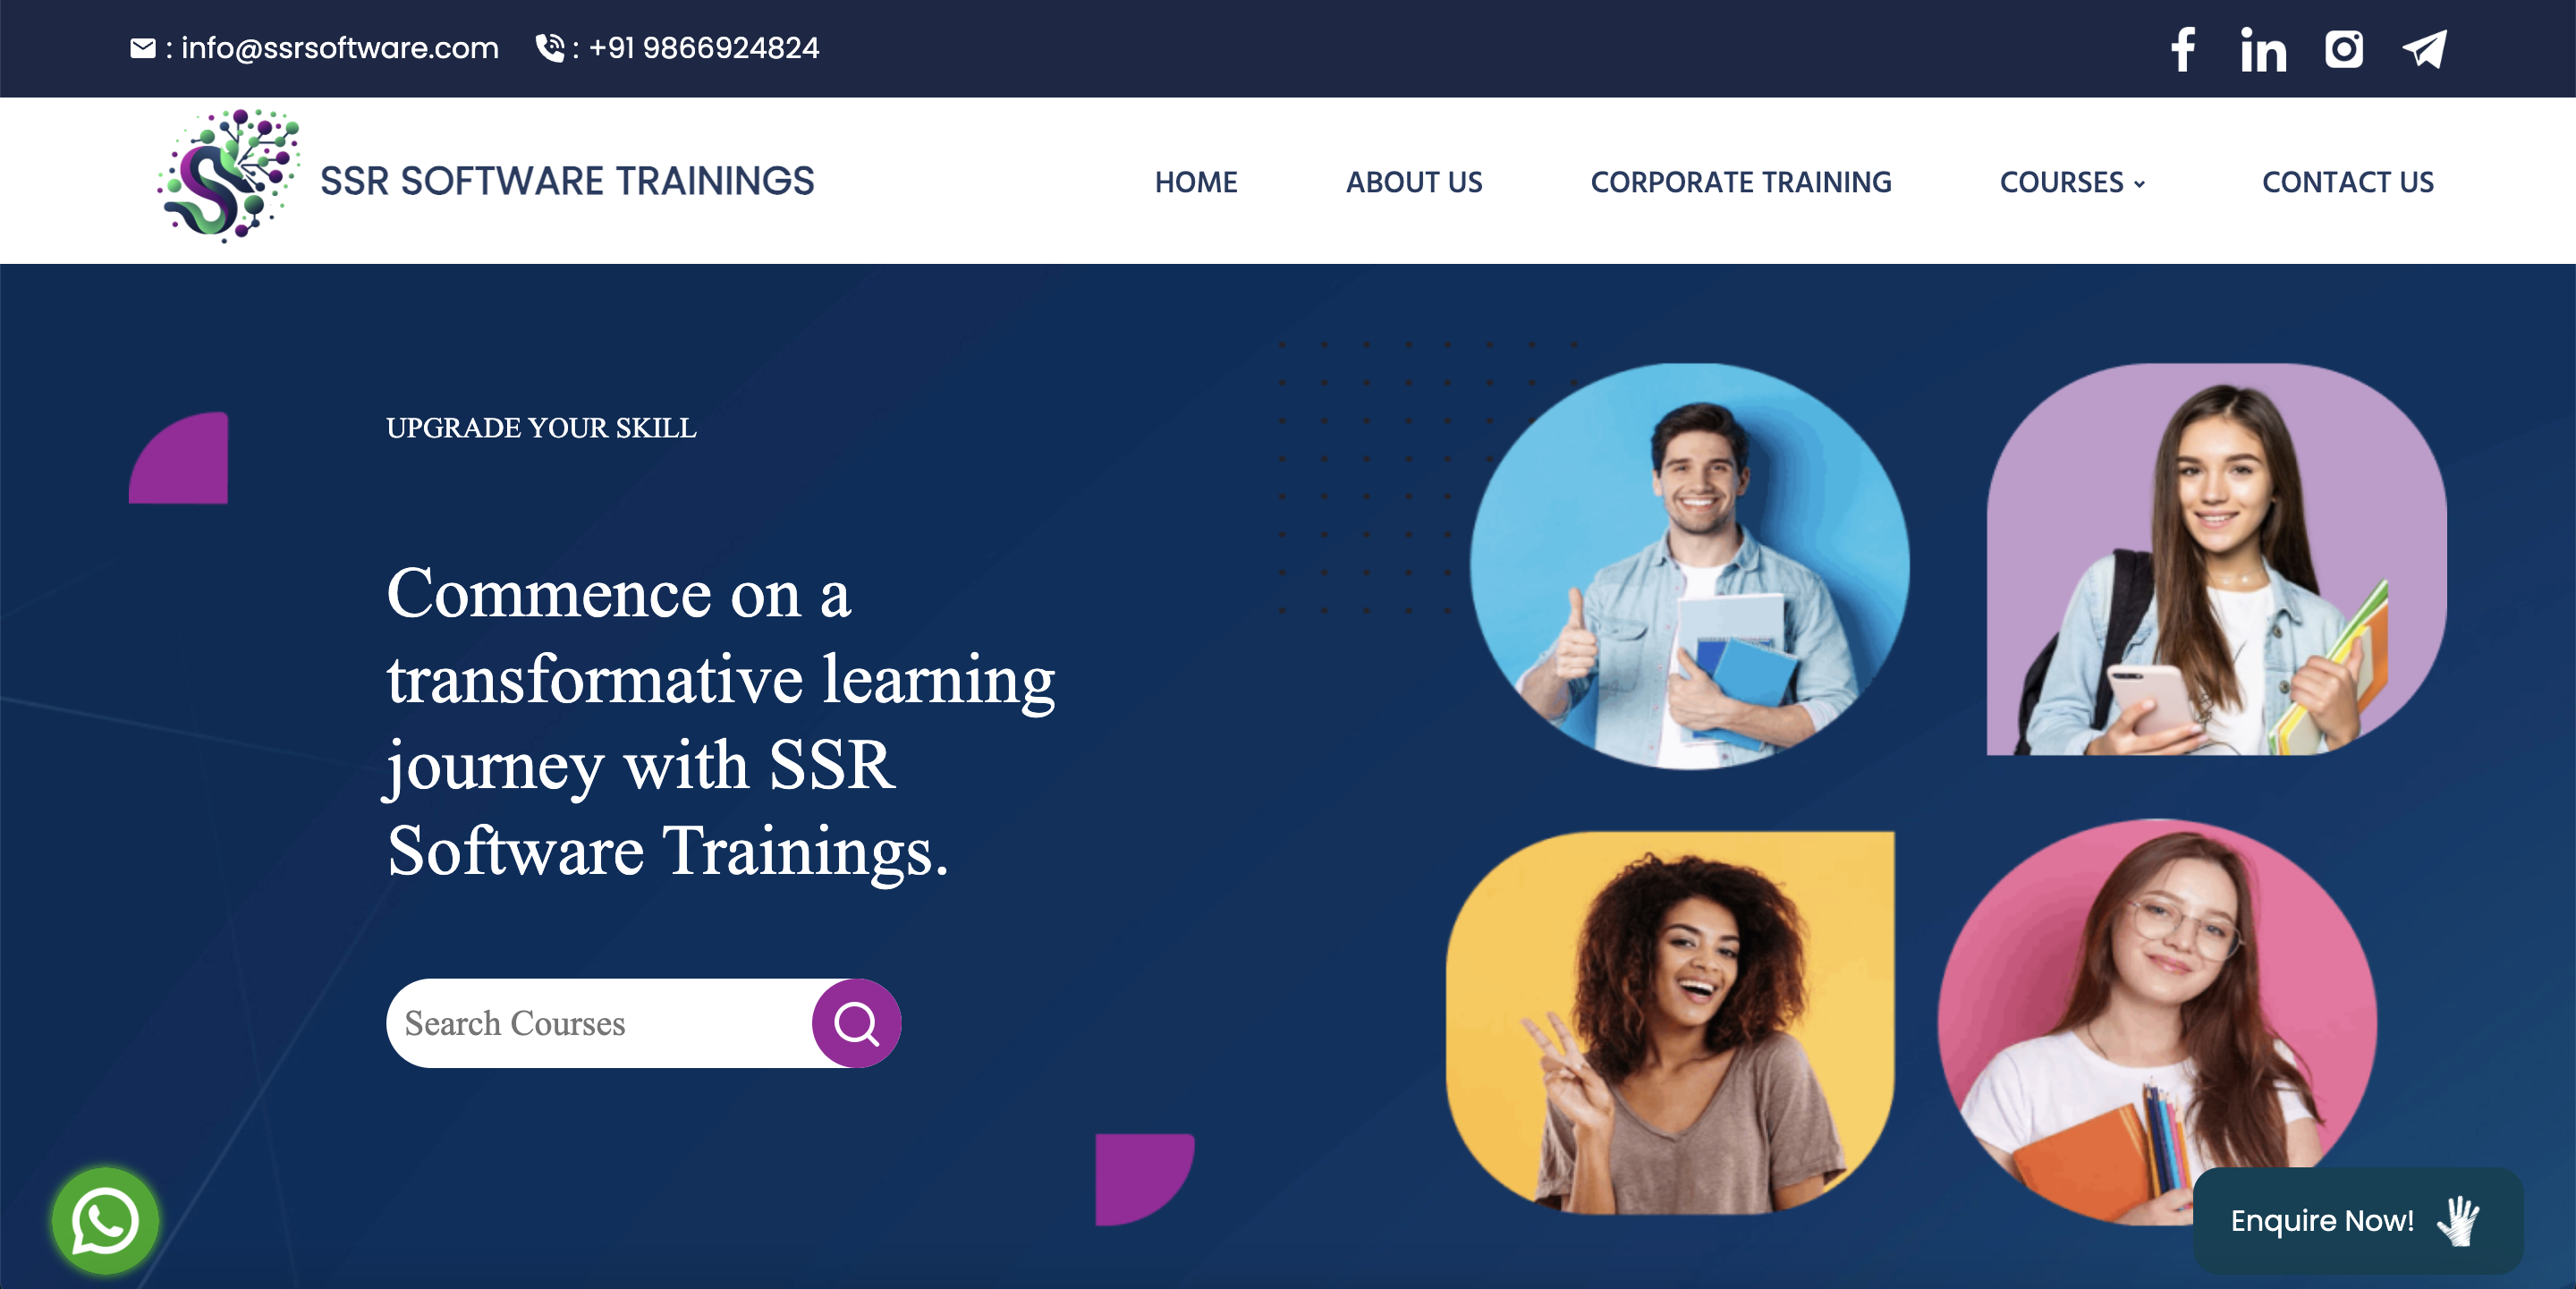 : info@ssrsoftware.com : +91 9866924824
SSR SOFTWARE TRAININGS
HOME ABOUT US CORPORATE TRAINING COURSES CONTACT US
UPGRADE YOUR SKILL
Commence on a
transformative learning
journey with SSR
Software Trainings.
Search Courses
Enquire Now!